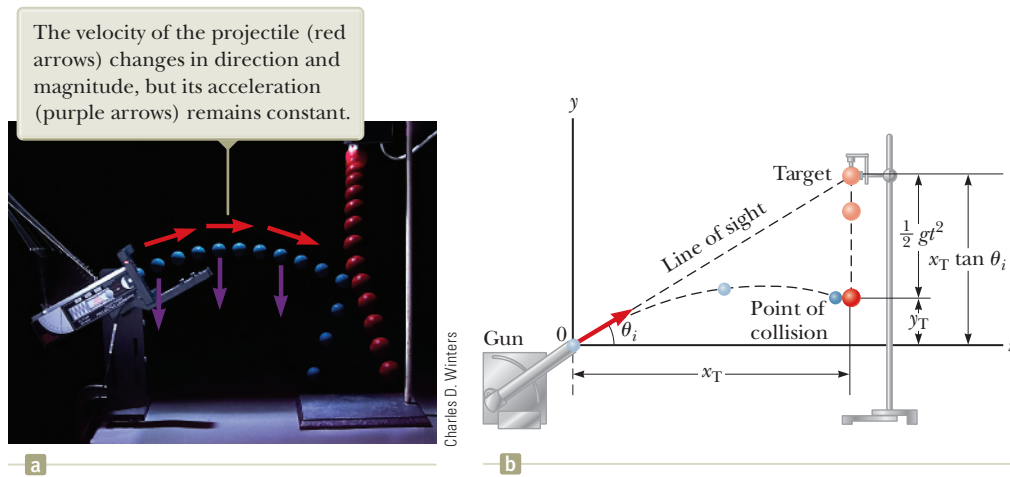 The velocity of the projectile (red
arrows) changes in direction and
magnitude, but its acceleration
(purple arrows) remains constant.
Charles D. Winters
a
y
Target
Line of sight
½ gt²
x_T tan θ_i
Point of
collision
y_T
Gun
0
θ_i
x_T
b